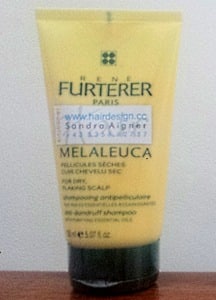 RENE
FURTERER
PARIS
www.hairdesign.cc
Sandra Aigner
MELALEUCA
PELLICULES SÈCHES
CUIR CHEVELU SEC
FOR DRY,
FLAKING SCALP
shampooing antipelliculaire
anti-dandruff shampoo